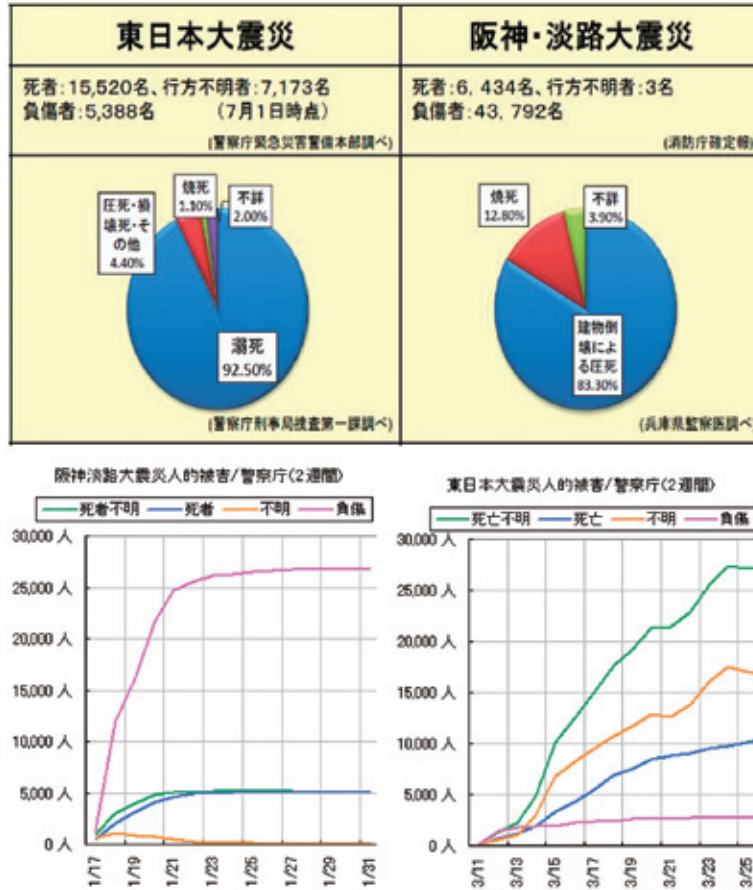 東日本大震災
阪神・淡路大震災
死者:15,520名、行方不明者:7,173名
負傷者:5,388名 (7月1日時点)
(警察庁緊急災害警備本部調べ)
死者:6,434名、行方不明者:3名
負傷者:43,792名
(消防庁確定報)
圧死・損
壊死・そ
の他
4.40%
焼死
1.10%
不詳
2.00%
溺死
92.50%
(警察庁刑事局捜査第一課調べ)
焼死
12.80%
不詳
3.90%
建物倒
壊によ
る圧死
83.30%
(兵庫県監察医調べ)
阪神淡路大震災人的被害/警察庁(2週間)
死者不明 死者 不明 負傷
30,000 人
25,000 人
20,000 人
15,000 人
10,000 人
5,000 人
0 人
1/17 1/19 1/21 1/23 1/25 1/27 1/29 1/31
東日本大震災人的被害/警察庁(2週間)
死亡不明 死亡 不明 負傷
30,000 人
25,000 人
20,000 人
15,000 人
10,000 人
5,000 人
0 人
3/11 3/13 3/15 3/17 3/19 3/21 3/23 3/25